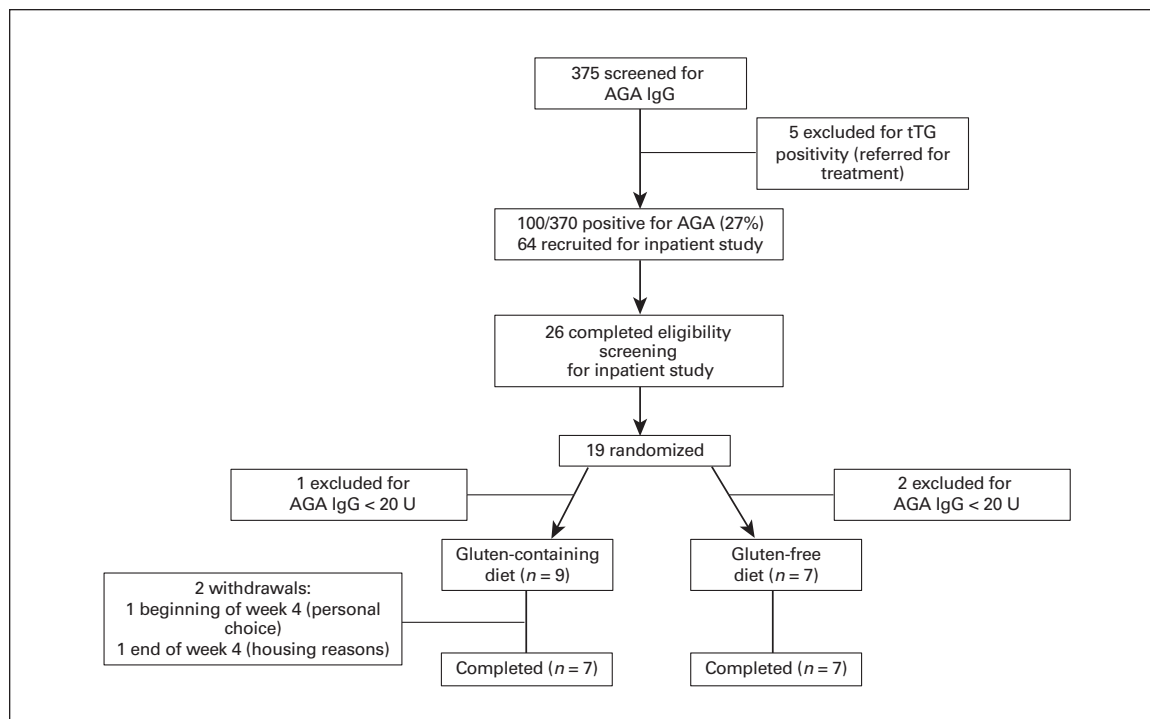 375 screened for
AGA IgG
5 excluded for tTG
positivity (referred for
treatment)
100/370 positive for AGA (27%)
64 recruited for inpatient study
26 completed eligibility
screening
for inpatient study
19 randomized
1 excluded for
AGA IgG < 20 U
2 excluded for
AGA IgG < 20 U
Gluten-containing
diet (n = 9)
Gluten-free
diet (n = 7)
2 withdrawals:
1 beginning of week 4 (personal
choice)
1 end of week 4 (housing reasons)
Completed (n = 7)
Completed (n = 7)